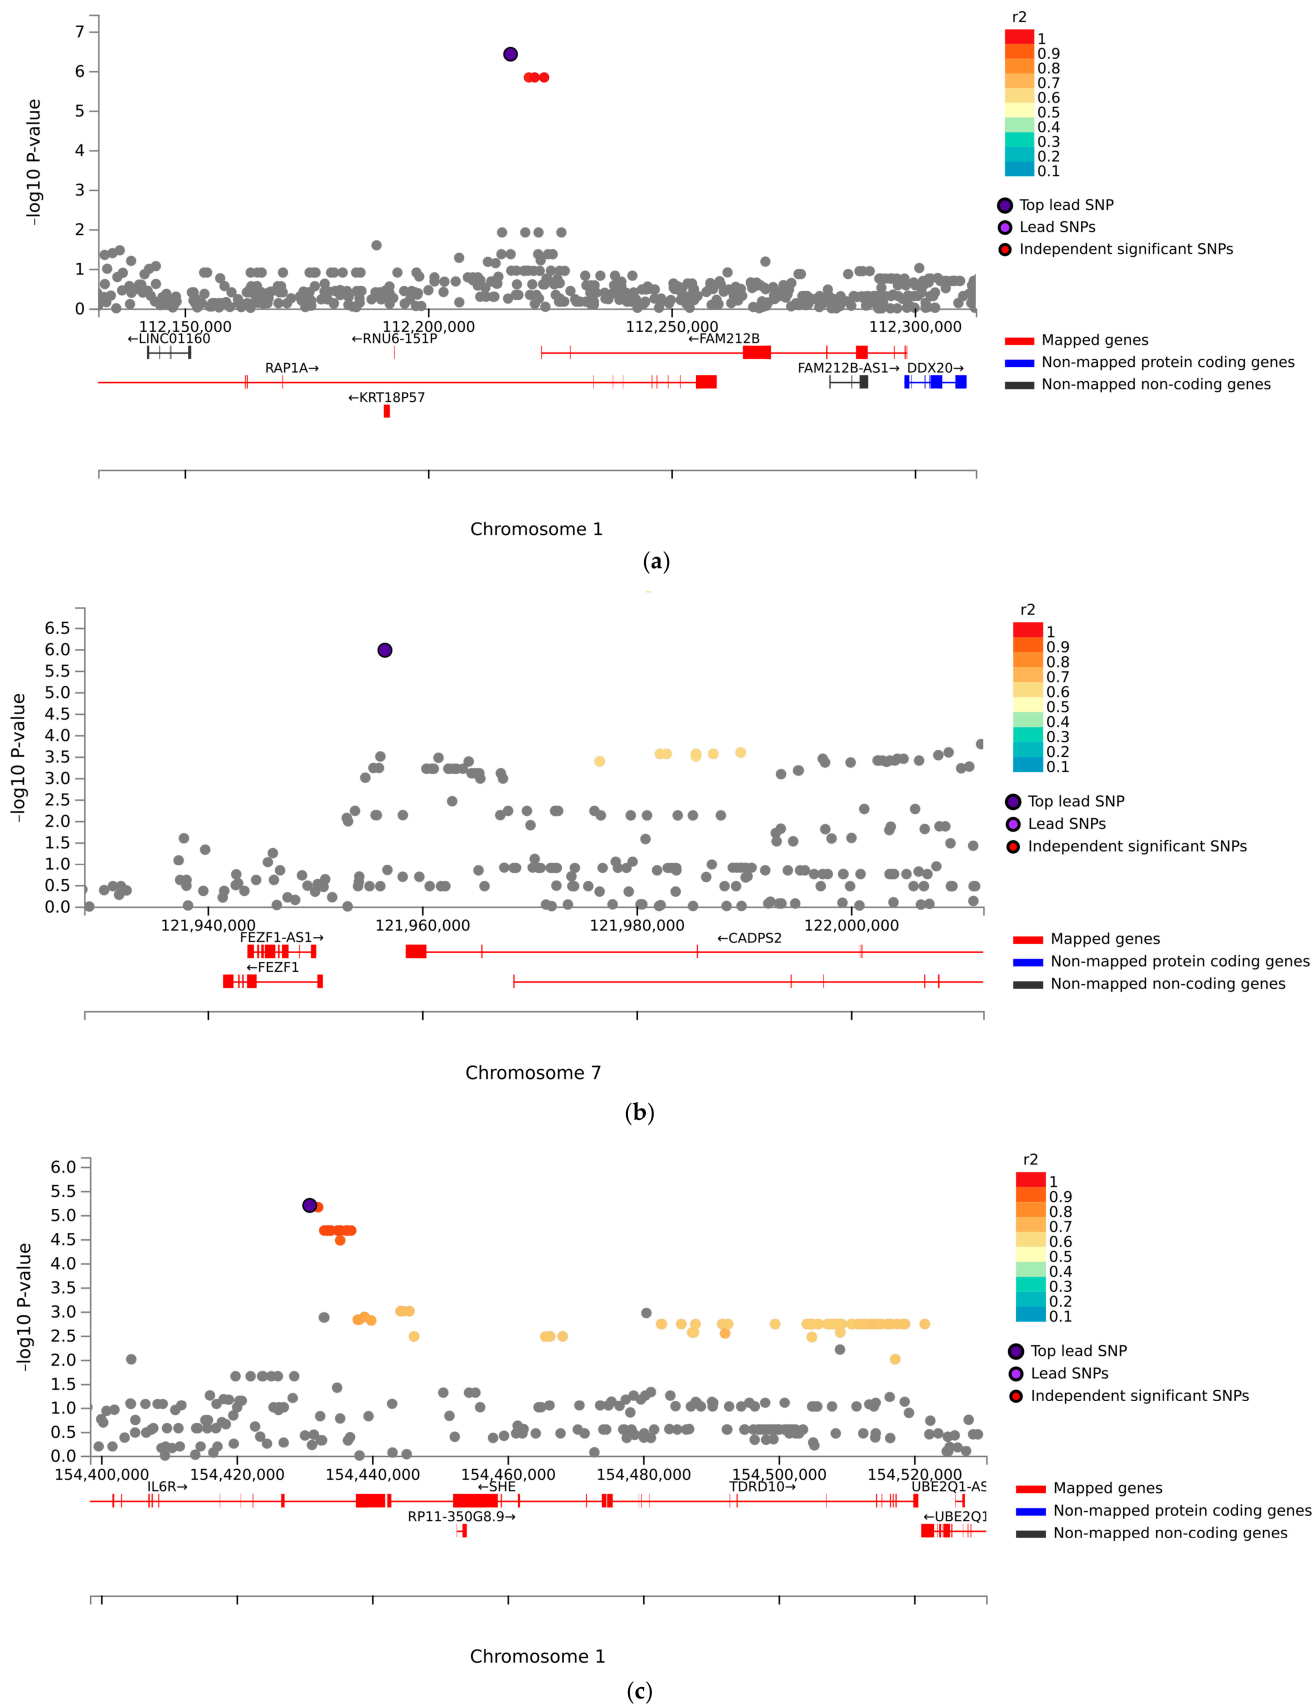 7
6
5
4
3
2
1
0
–log10 P-value
r2
1
0.9
0.8
0.7
0.6
0.5
0.4
0.3
0.2
0.1
Top lead SNP
Lead SNPs
Independent significant SNPs
112,150,000 112,200,000 112,250,000 112,300,000
←LINC01160 ←RNU6-151P ←FAM212B
RAP1A→ FAM212B-AS1→ DDX20→
←KRT18P57
Mapped genes
Non-mapped protein coding genes
Non-mapped non-coding genes
Chromosome 1
(a)
6.5
6.0
5.5
5.0
4.5
4.0
3.5
3.0
2.5
2.0
1.5
1.0
0.5
0.0
–log10 P-value
r2
1
0.9
0.8
0.7
0.6
0.5
0.4
0.3
0.2
0.1
Top lead SNP
Lead SNPs
Independent significant SNPs
121,940,000 121,960,000 121,980,000 122,000,000
FEZF1-AS1→ ←CADPS2
←FEZF1
Mapped genes
Non-mapped protein coding genes
Non-mapped non-coding genes
Chromosome 7
(b)
6.0
5.5
5.0
4.5
4.0
3.5
3.0
2.5
2.0
1.5
1.0
0.5
0.0
–log10 P-value
r2
1
0.9
0.8
0.7
0.6
0.5
0.4
0.3
0.2
0.1
Top lead SNP
Lead SNPs
Independent significant SNPs
154,400,000 154,420,000 154,440,000 154,460,000 154,480,000 154,500,000 154,520,000
IL6R→ ←SHE TDRD10→ UBE2Q1-AS
RP11-350G8.9→ ←UBE2Q1
Mapped genes
Non-mapped protein coding genes
Non-mapped non-coding genes
Chromosome 1
(c)